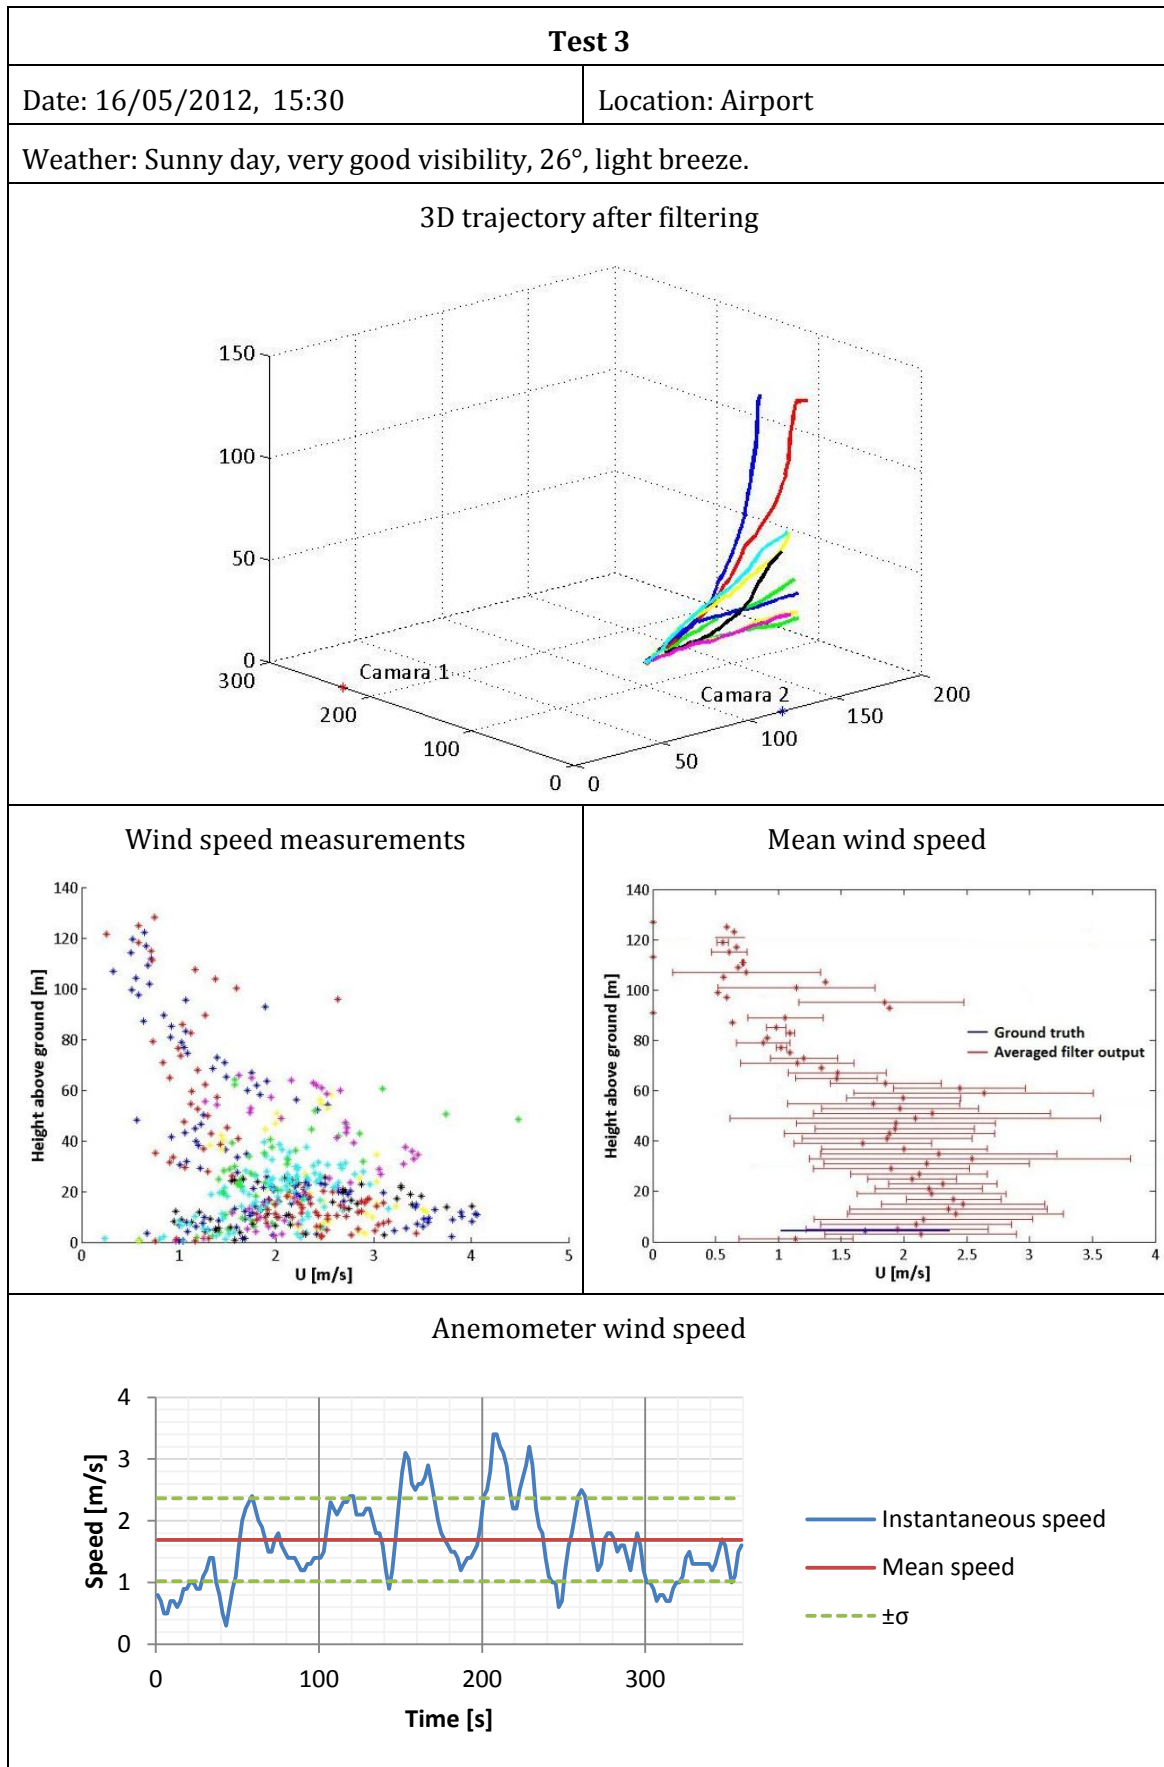 Test 3
Date: 16/05/2012, 15:30
Location: Airport
Weather: Sunny day, very good visibility, 26°, light breeze.
3D trajectory after filtering
150
100
50
0
300
Camara 1
200
100
0
0
50
100
Camara 2
150
200
Wind speed measurements
140
120
100
80
60
40
20
0
0
1
2
3
4
5
Height above ground [m]
U [m/s]
Mean wind speed
140
120
100
80
60
40
20
0
0
0.5
1
1.5
2
2.5
3
3.5
4
Height above ground [m]
U [m/s]
Ground truth
Averaged filter output
Anemometer wind speed
4
3
2
1
0
0
100
200
300
Speed [m/s]
Time [s]
Instantaneous speed
Mean speed
±σ